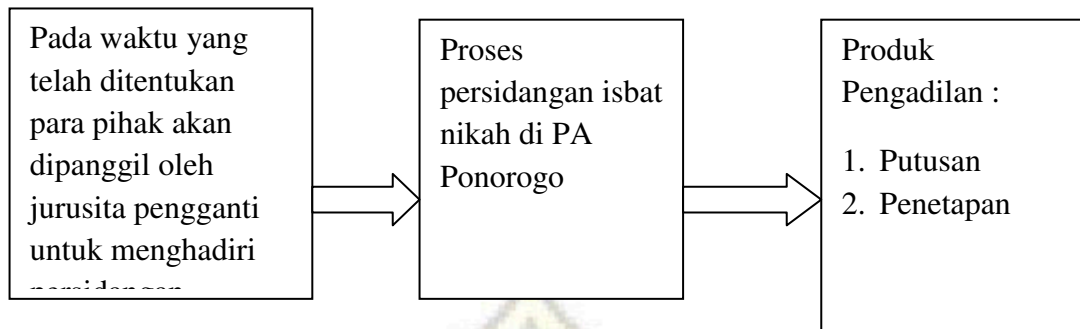 Pada waktu yang
telah ditentukan
para pihak akan
dipanggil oleh
jurusita pengganti
untuk menghadiri
persidangan
Proses
persidangan isbat
nikah di PA
Ponorogo
Produk
Pengadilan :
1. Putusan
2. Penetapan